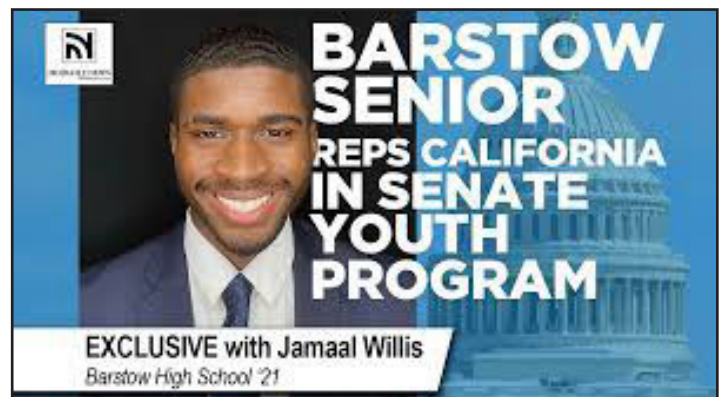 BARSTOW
SENIOR
REPS CALIFORNIA
IN SENATE
YOUTH
PROGRAM
EXCLUSIVE with Jamaal Willis
Barstow High School '21